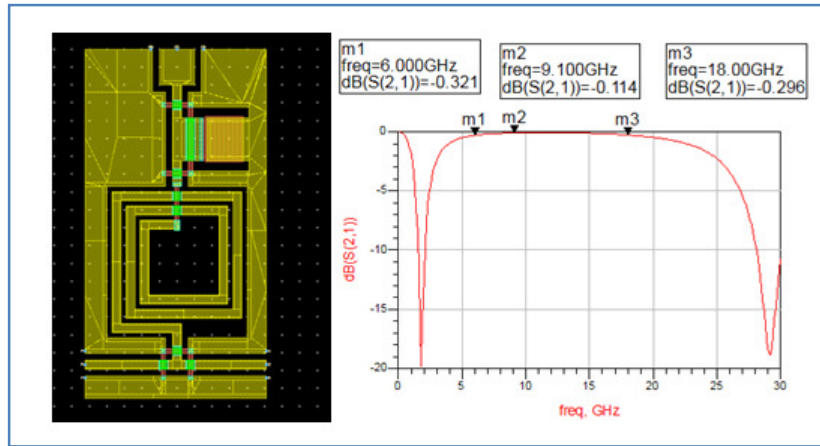 m1
freq=6.000GHz
dB(S(2,1))=-0.321
m2
freq=9.100GHz
dB(S(2,1))=-0.114
m3
freq=18.00GHz
dB(S(2,1))=-0.296
m1
m2
m3
0
-5
-10
-15
-20
dB(S(2,1))
0
5
10
15
20
25
30
freq, GHz